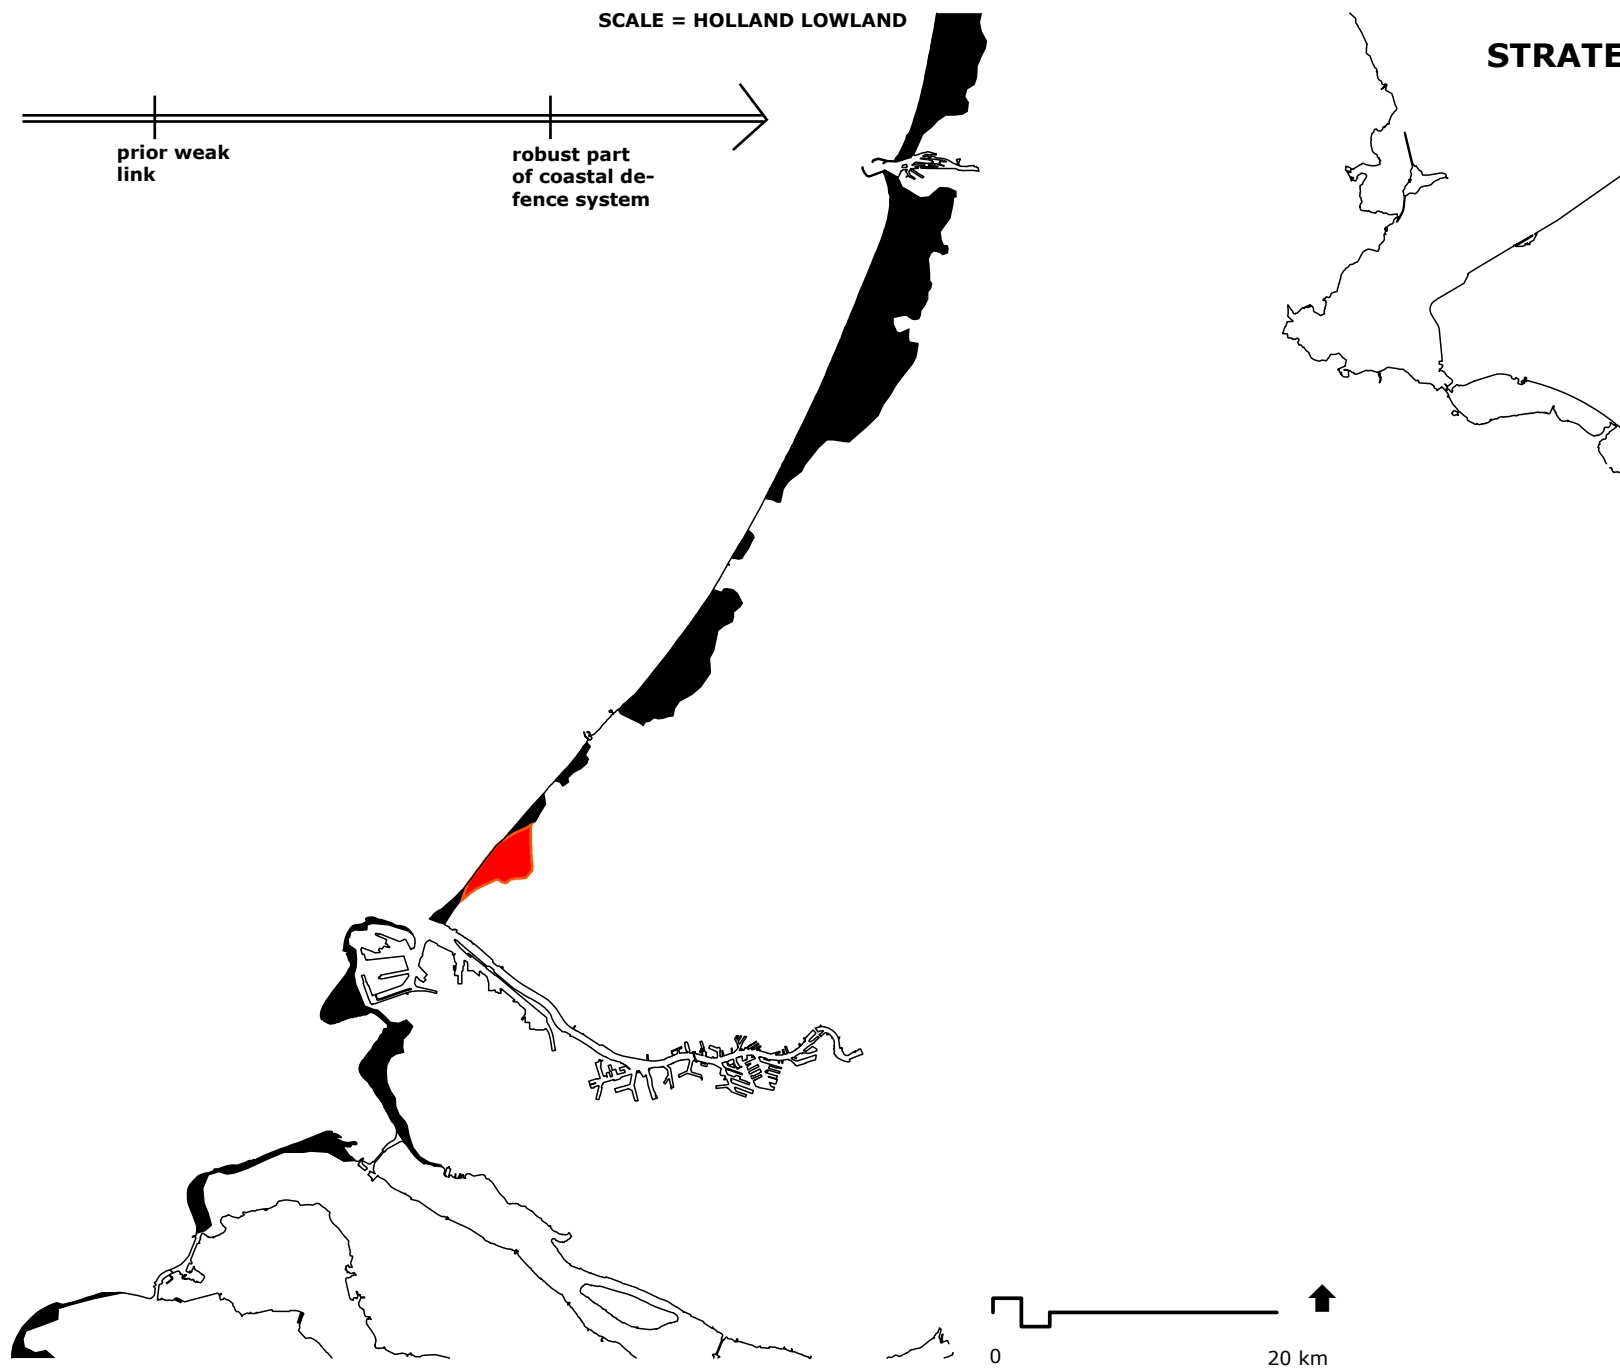 SCALE = HOLLAND LOWLAND
STRATE
prior weak
link
robust part
of coastal de-
fence system
0
20 km